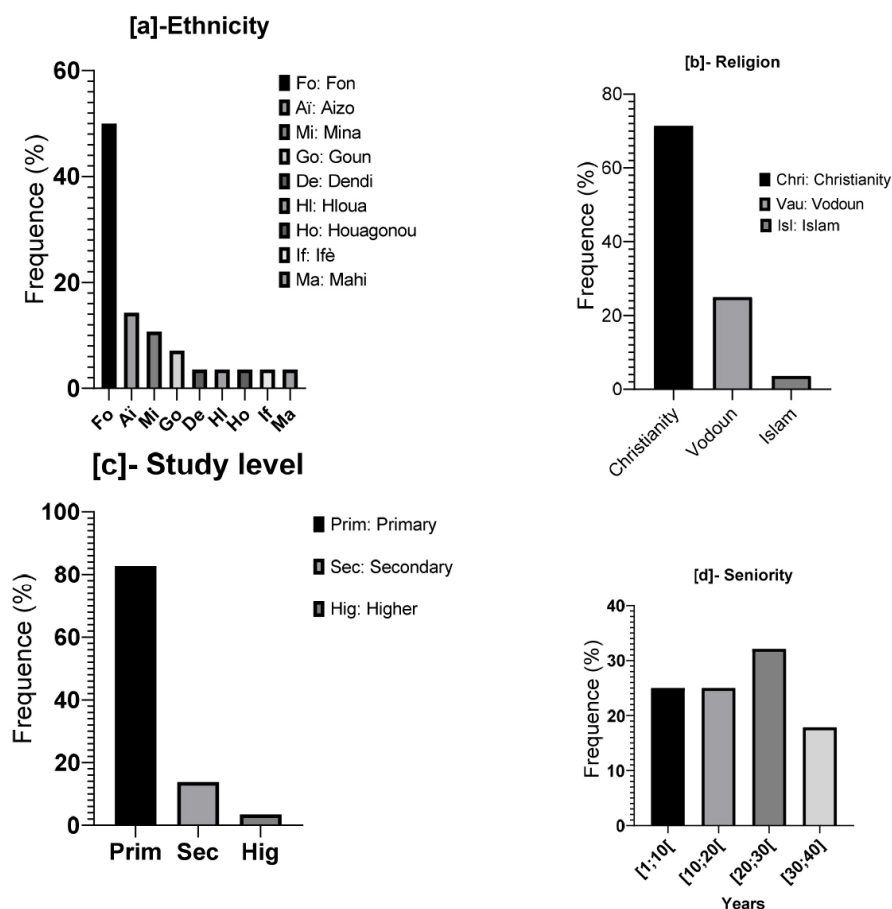 [a]-Ethnicity
Frequence (%)
60
40
20
0
Fo
Aï
Mi
Go
De
Hl
Ho
If
Ma
Fo: Fon
Aï: Aizo
Mi: Mina
Go: Goun
De: Dendi
Hl: Hloua
Ho: Houagonou
If: Ifè
Ma: Mahi
[b]- Religion
Frequence (%)
80
60
40
20
0
Christianity
Vodoun
Islam
Chri: Christianity
Vau: Vodoun
Isl: Islam
[c]- Study level
Frequence (%)
100
80
60
40
20
0
Prim
Sec
Hig
Prim: Primary
Sec: Secondary
Hig: Higher
[d]- Seniority
Frequence (%)
40
30
20
10
0
[1;10[
[10;20[
[20;30[
[30;40]
Years